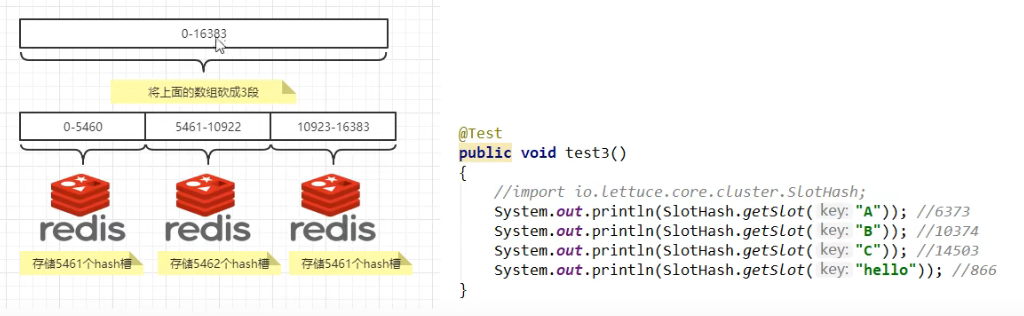 0-16383
将上面的数组砍成3段
0-5460 5461-10922 10923-16383
redis redis redis
存储5461个hash槽 存储5462个hash槽 存储5461个hash槽
@Test
public void test3()
{
//import io.lettuce.core.cluster.SlotHash;
System.out.println(SlotHash.getSlot( key: "A")); //6373
System.out.println(SlotHash.getSlot( key: "B")); //10374
System.out.println(SlotHash.getSlot( key: "C")); //14503
System.out.println(SlotHash.getSlot( key: "hello")); //866
}